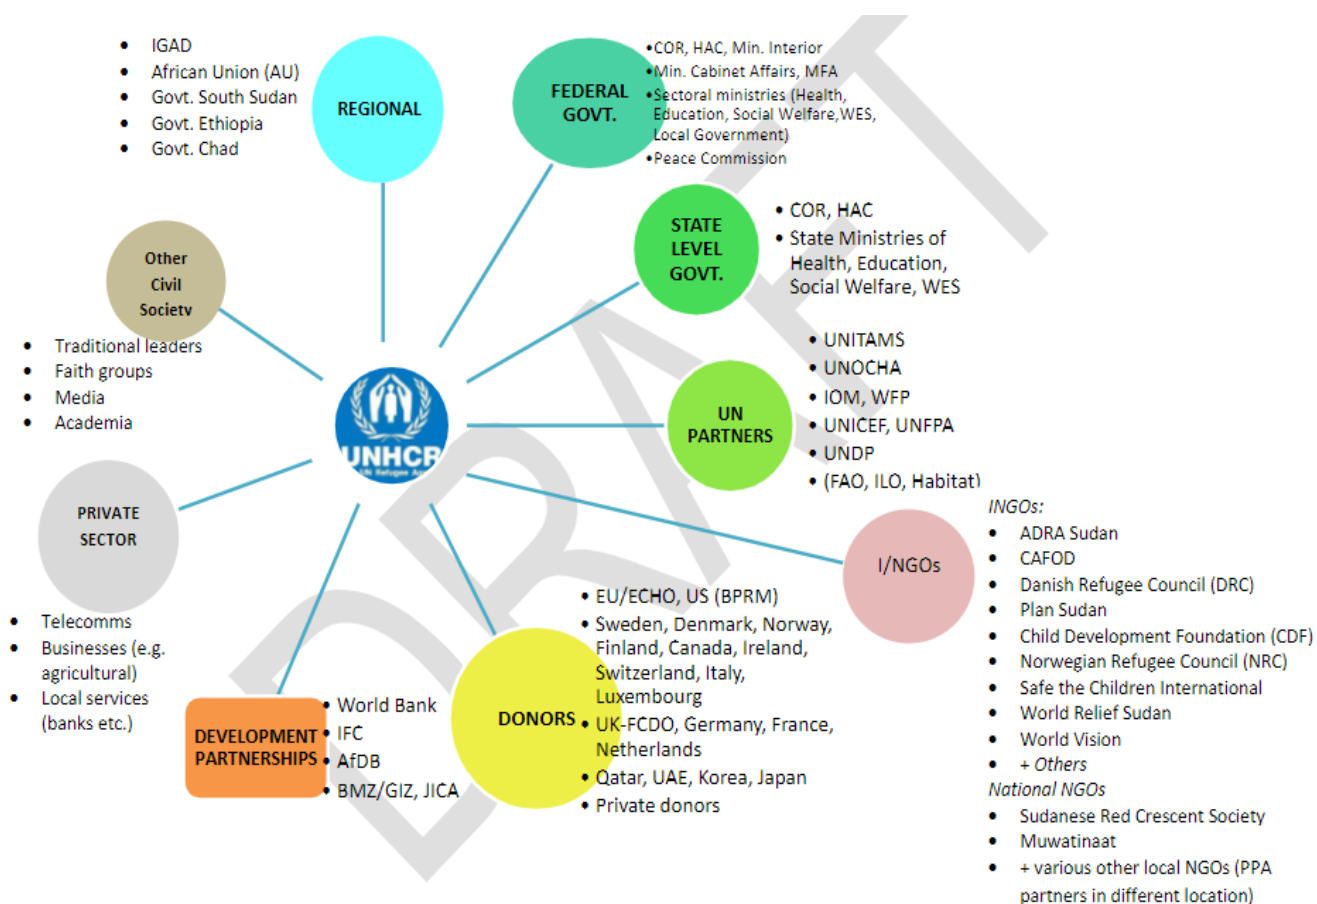 • IGAD
• African Union (AU)
• Govt. South Sudan
• Govt. Ethiopia
• Govt. Chad
REGIONAL
FEDERAL
GOVT.
•COR, HAC, Min. Interior
•Min. Cabinet Affairs, MFA
•Sectoral ministries (Health,
Education, Social Welfare,WES,
Local Government)
•Peace Commission
STATE
LEVEL
GOVT.
• COR, HAC
• State Ministries of
Health, Education,
Social Welfare, WES
Other
Civil
Society
• Traditional leaders
• Faith groups
• Media
• Academia
UNHCR
UN
PARTNERS
• UNITAMS
• UNOCHA
• IOM, WFP
• UNICEF, UNFPA
• UNDP
• (FAO, ILO, Habitat)
PRIVATE
SECTOR
• Telecomms
• Businesses (e.g.
agricultural)
• Local services
(banks etc.)
I/NGOs
INGOs:
• ADRA Sudan
• CAFOD
• Danish Refugee Council (DRC)
• Plan Sudan
• Child Development Foundation (CDF)
• Norwegian Refugee Council (NRC)
• Safe the Children International
• World Relief Sudan
• World Vision
• + Others
National NGOs
• Sudanese Red Crescent Society
• Muwatinaat
• + various other local NGOs (PPA
partners in different location)
DEVELOPMENT
PARTNERSHIPS
• World Bank
• IFC
• AfDB
• BMZ/GIZ, JICA
DONORS
• EU/ECHO, US (BPRM)
• Sweden, Denmark, Norway,
Finland, Canada, Ireland,
Switzerland, Italy,
Luxembourg
• UK-FCDO, Germany, France,
Netherlands
• Qatar, UAE, Korea, Japan
• Private donors
DRAFT